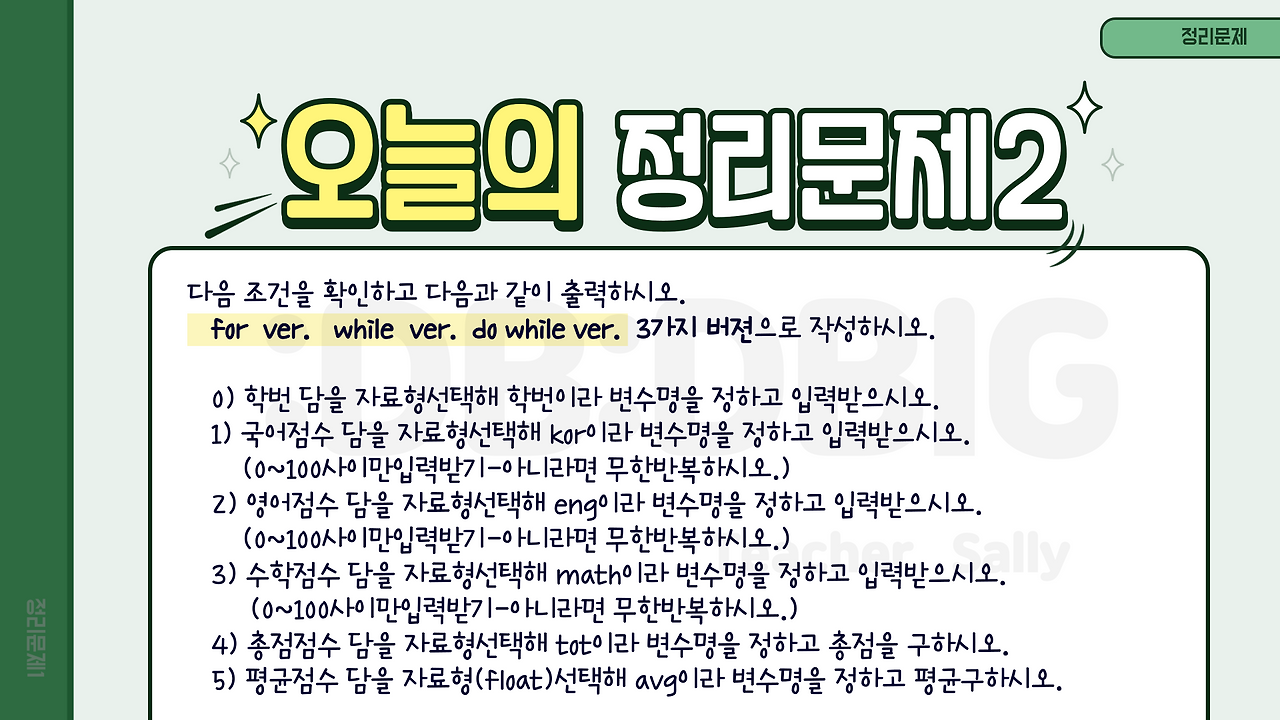 정리문제
오늘의 정리문제2
다음 조건을 확인하고 다음과 같이 출력하시오.
for ver. while ver. do while ver. 3가지 버젼으로 작성하시오.
0) 학번 담을 자료형선택해 학번이라 변수명을 정하고 입력받으시오.
1) 국어점수 담을 자료형선택해 kor이라 변수명을 정하고 입력받으시오.
(0~100사이만입력받기-아니라면 무한반복하시오.)
2) 영어점수 담을 자료형선택해 eng이라 변수명을 정하고 입력받으시오.
(0~100사이만입력받기-아니라면 무한반복하시오.)
3) 수학점수 담을 자료형선택해 math이라 변수명을 정하고 입력받으시오.
(0~100사이만입력받기-아니라면 무한반복하시오.)
4) 총점점수 담을 자료형선택해 tot이라 변수명을 정하고 총점을 구하시오.
5) 평균점수 담을 자료형(float)선택해 avg이라 변수명을 정하고 평균구하시오.
:DB:DBIG
Teacher. Sally
정리문제1